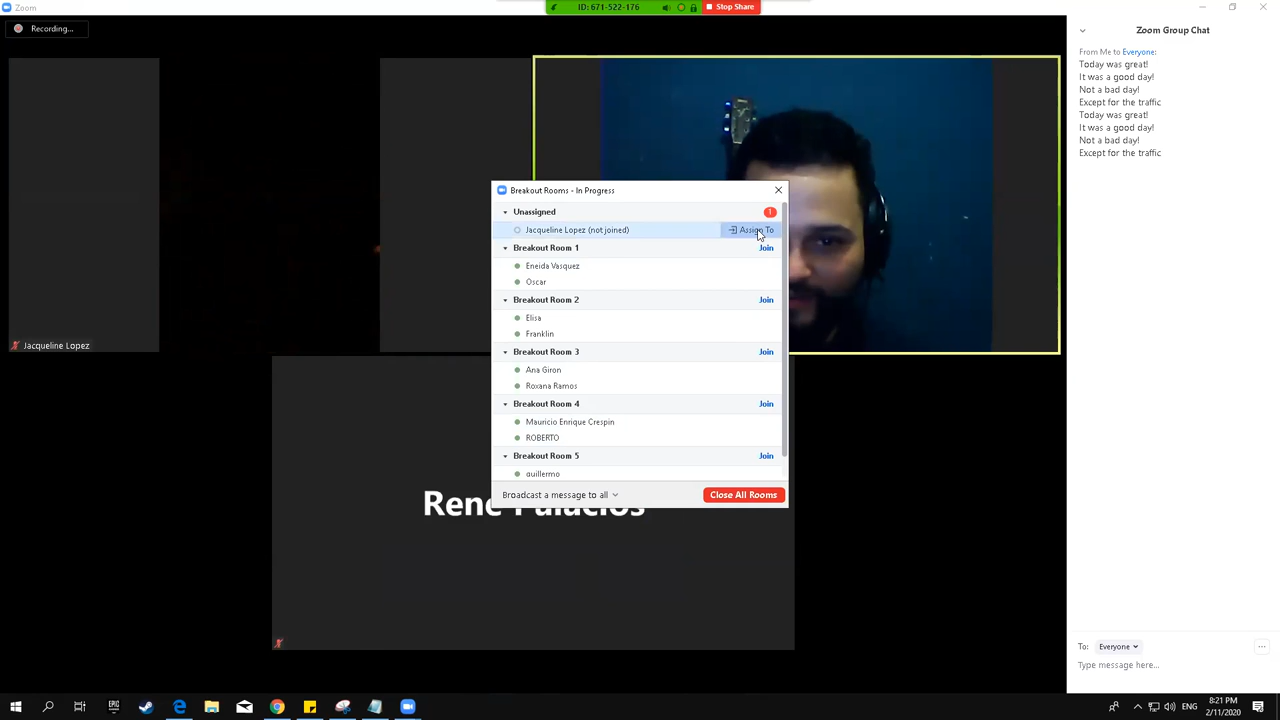 Zoom
ID: 671-522-176
Stop Share
Recording...
Zoom Group Chat
From Me to Everyone:
Today was great!
It was a good day!
Not a bad day!
Except for the traffic
Today was great!
It was a good day!
Not a bad day!
Except for the traffic
Jacqueline Lopez
Breakout Rooms - In Progress
Unassigned
1
Jacqueline Lopez (not joined)
Assign To
Breakout Room 1
Join
Eneida Vasquez
Oscar
Breakout Room 2
Join
Elisa
Franklin
Breakout Room 3
Join
Ana Giron
Roxana Ramos
Breakout Room 4
Join
Mauricio Enrique Crespin
ROBERTO
Breakout Room 5
Join
guillermo
Broadcast a message to all
Close All Rooms
Rene Palacios
To: Everyone
Type message here...
EPIC
GAMES
8:21 PM
2/11/2020